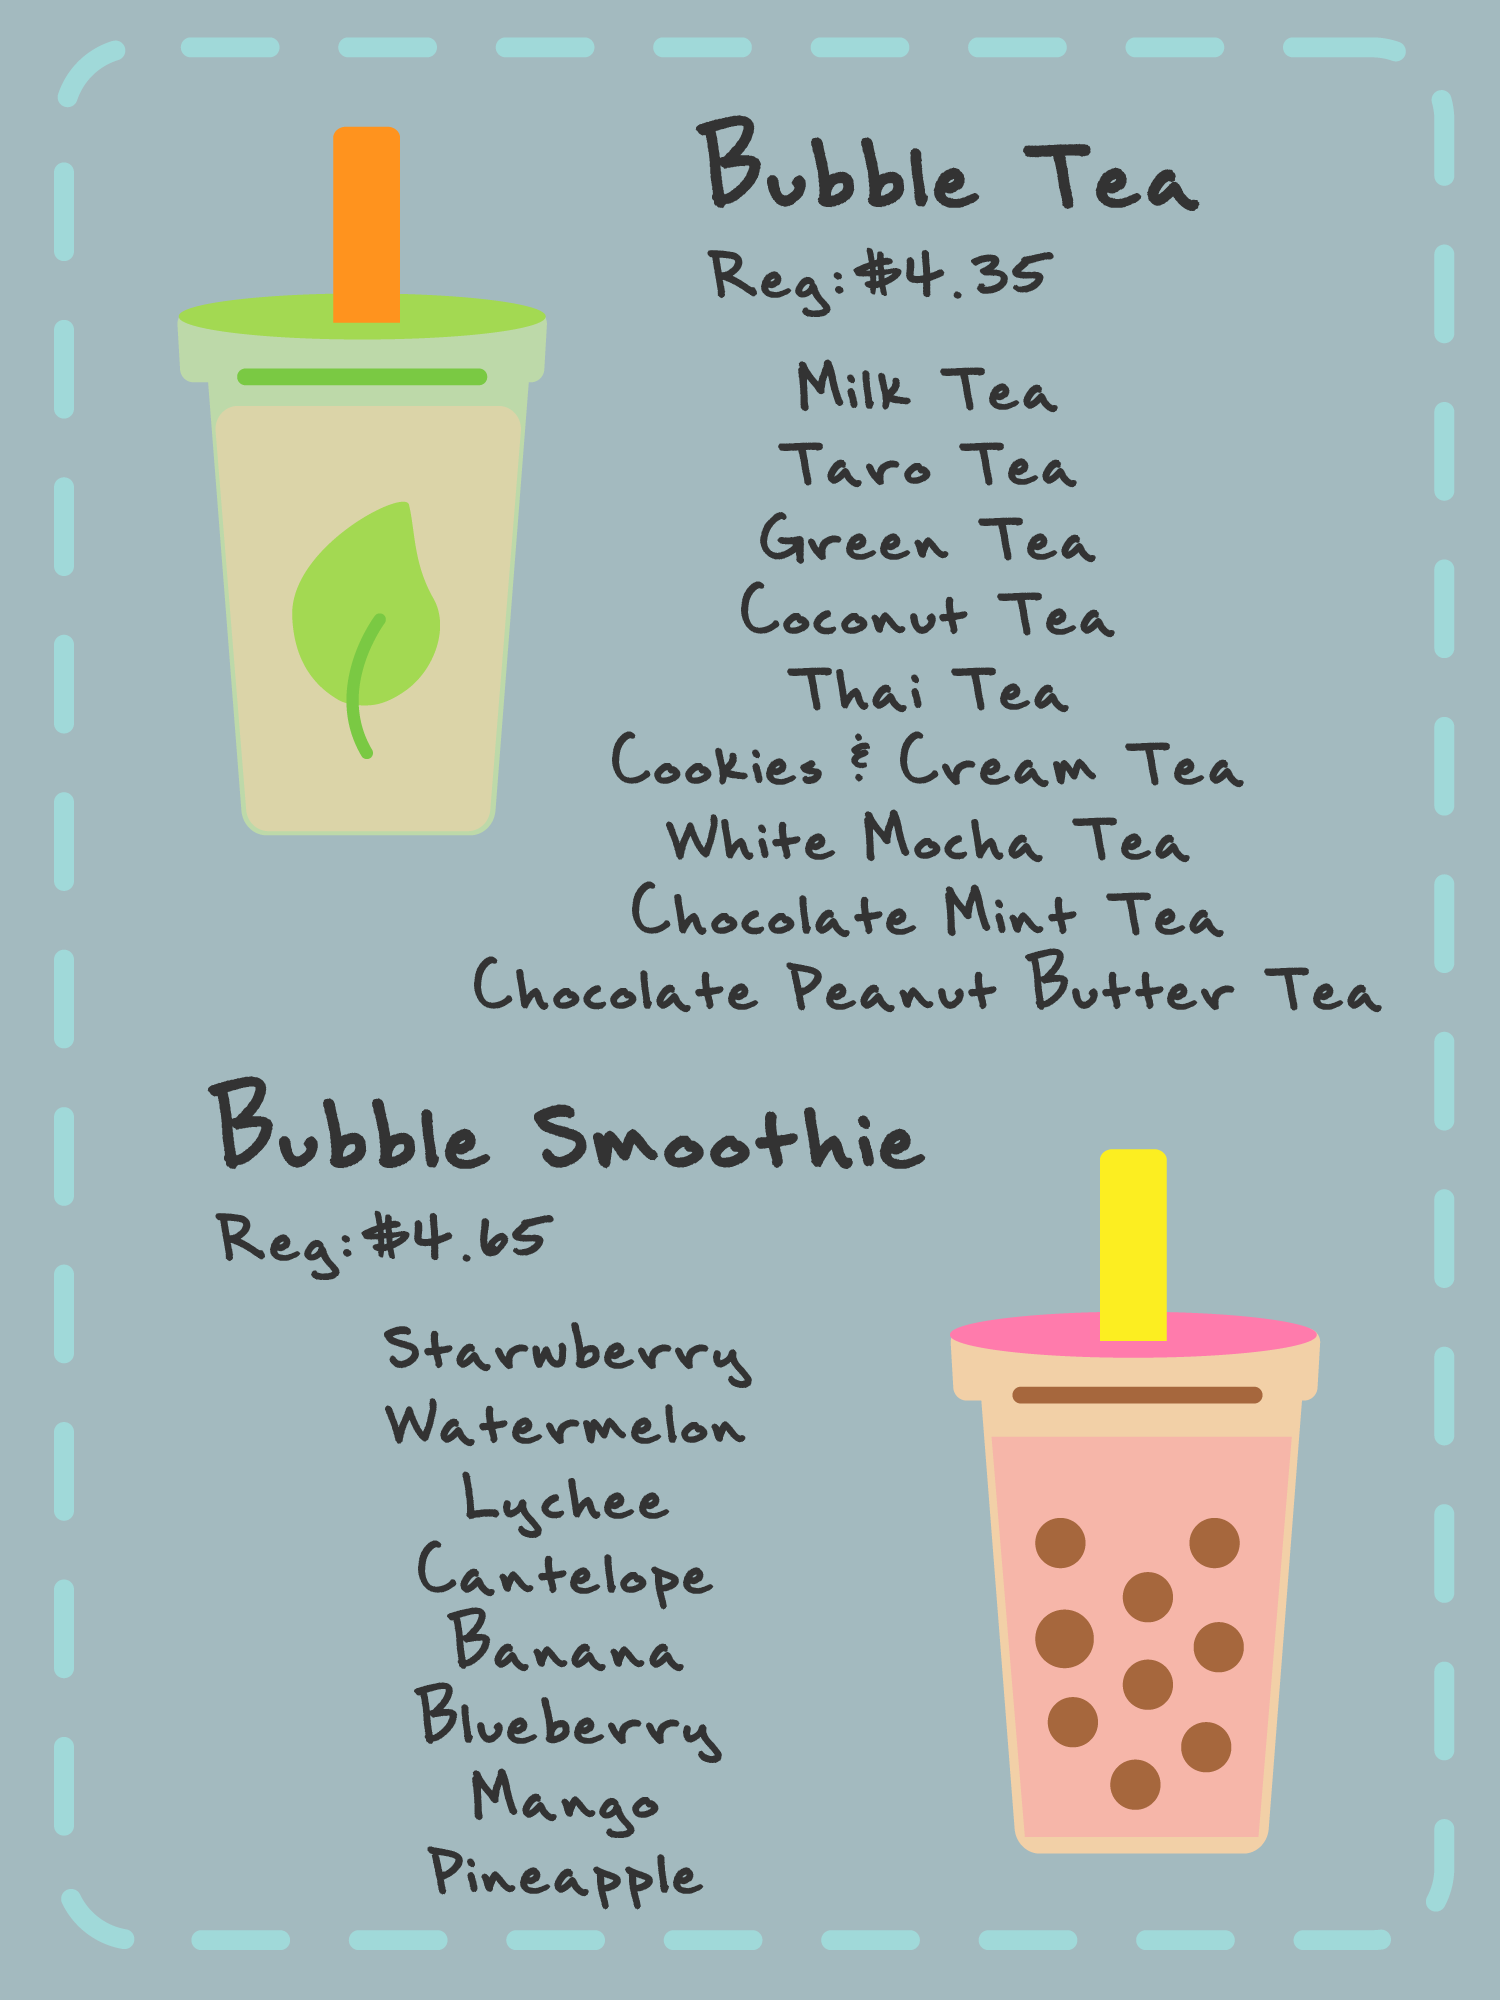 Bubble Tea
Reg:$4.35
Milk Tea
Taro Tea
Green Tea
Coconut Tea
Thai Tea
Cookies & Cream Tea
White Mocha Tea
Chocolate Mint Tea
Chocolate Peanut Butter Tea
Bubble Smoothie
Reg:$4.65
Starwberry
Watermelon
Lychee
Cantelope
Banana
Blueberry
Mango
Pineapple